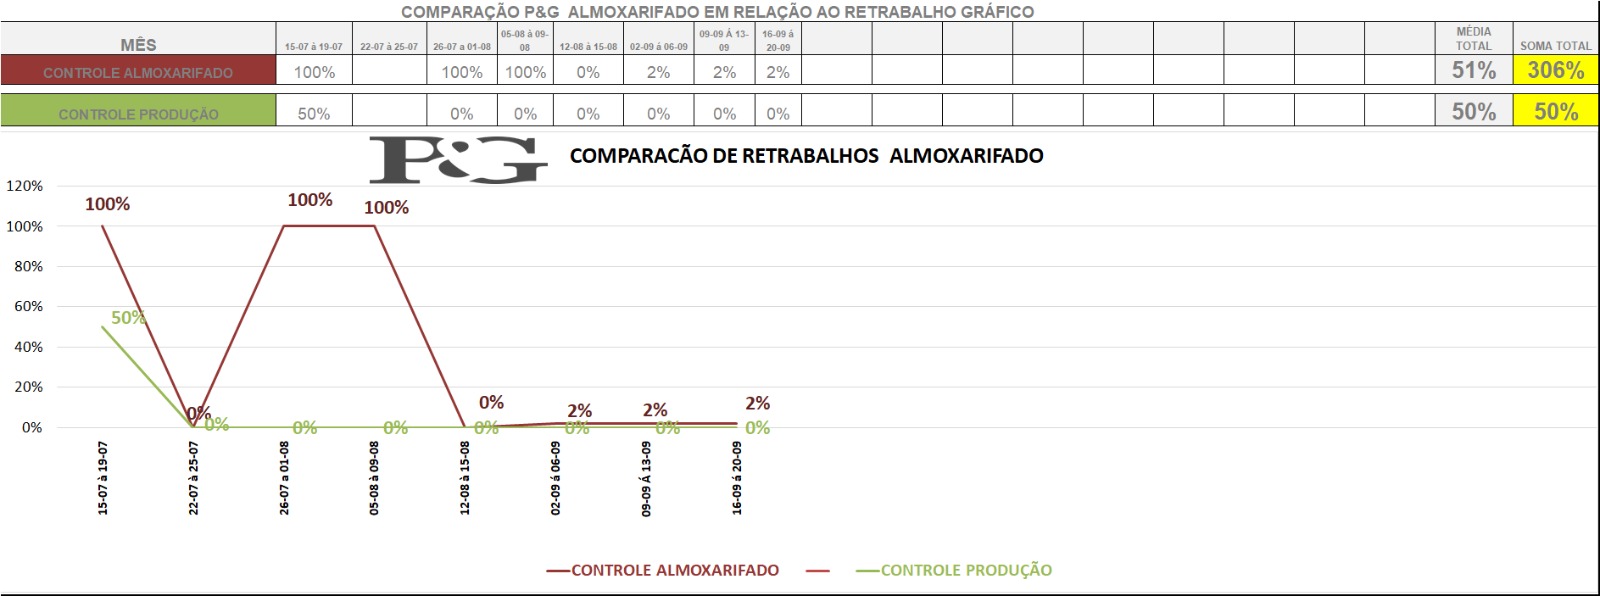 COMPARAÇÃO P&G ALMOXARIFADO EM RELAÇÃO AO RETRABALHO GRÁFICO
MÊS 15-07 à 19-07 22-07 à 25-07 26-07 a 01-08 05-08 à 09-08 12-08 à 15-08 02-09 á 06-09 09-09 Á 13-09 16-09 á 20-09 MÉDIA TOTAL SOMA TOTAL
CONTROLE ALMOXARIFADO 100% 100% 100% 0% 2% 2% 2% 51% 306%
CONTROLE PRODUÇÃO 50% 0% 0% 0% 0% 0% 0% 50% 50%
P&G COMPARACÃO DE RETRABALHOS ALMOXARIFADO
120%
100%
80%
60%
40%
20%
0%
100% 0% 100% 100% 0% 2% 2% 2%
50% 0% 0% 0% 0% 0% 0% 0%
15-07 à 19-07
22-07 à 25-07
26-07 a 01-08
05-08 à 09-08
12-08 à 15-08
02-09 á 06-09
09-09 Á 13-09
16-09 á 20-09
CONTROLE ALMOXARIFADO CONTROLE PRODUÇÃO